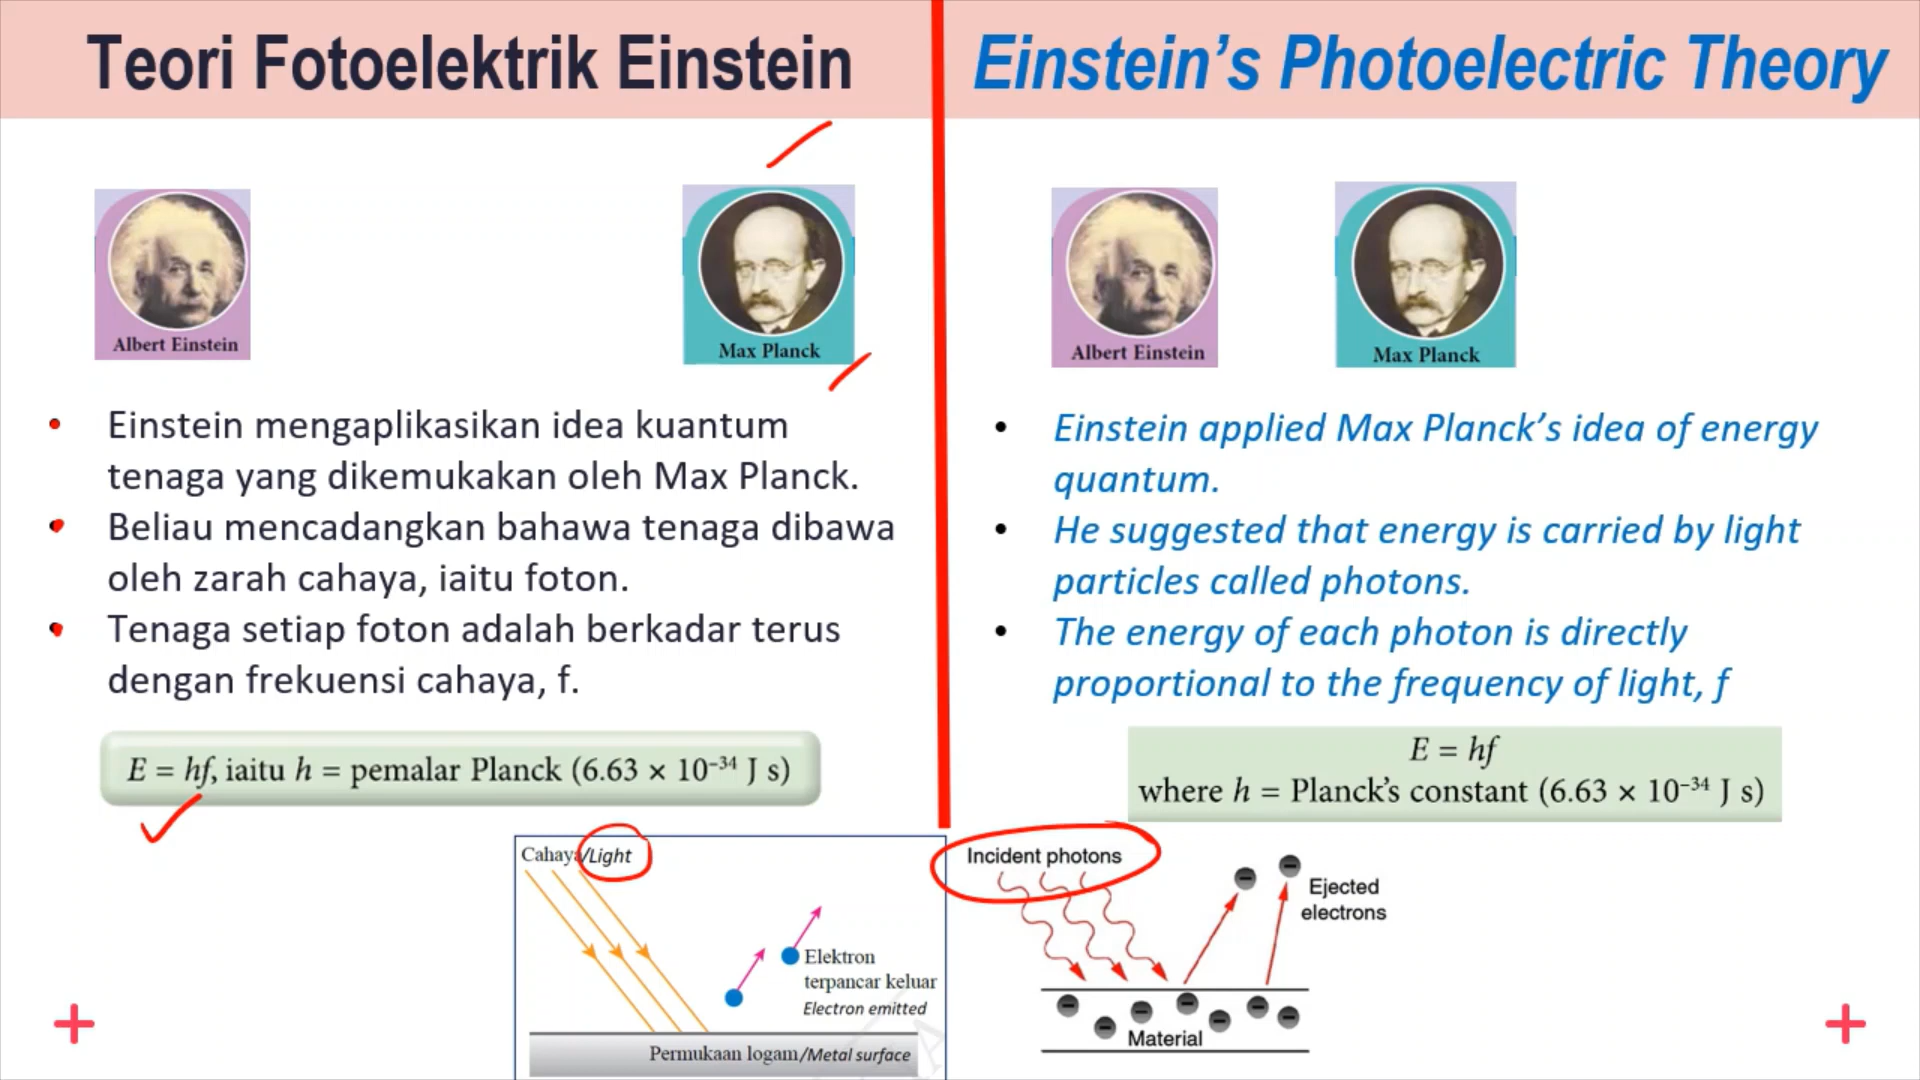 Teori Fotoelektrik Einstein
Albert Einstein
Max Planck
• Einstein mengaplikasikan idea kuantum
tenaga yang dikemukakan oleh Max Planck.
• Beliau mencadangkan bahawa tenaga dibawa
oleh zarah cahaya, iaitu foton.
• Tenaga setiap foton adalah berkadar terus
dengan frekuensi cahaya, f.
E = hf, iaitu h = pemalar Planck (6.63 × 10⁻³⁴ J s)
Cahaya/Light
Elektron
terpancar keluar
Electron emitted
Permukaan logam/Metal surface
Einstein’s Photoelectric Theory
Albert Einstein
Max Planck
• Einstein applied Max Planck’s idea of energy
quantum.
• He suggested that energy is carried by light
particles called photons.
• The energy of each photon is directly
proportional to the frequency of light, f
E = hf
where h = Planck’s constant (6.63 × 10⁻³⁴ J s)
Incident photons
Ejected
electrons
Material